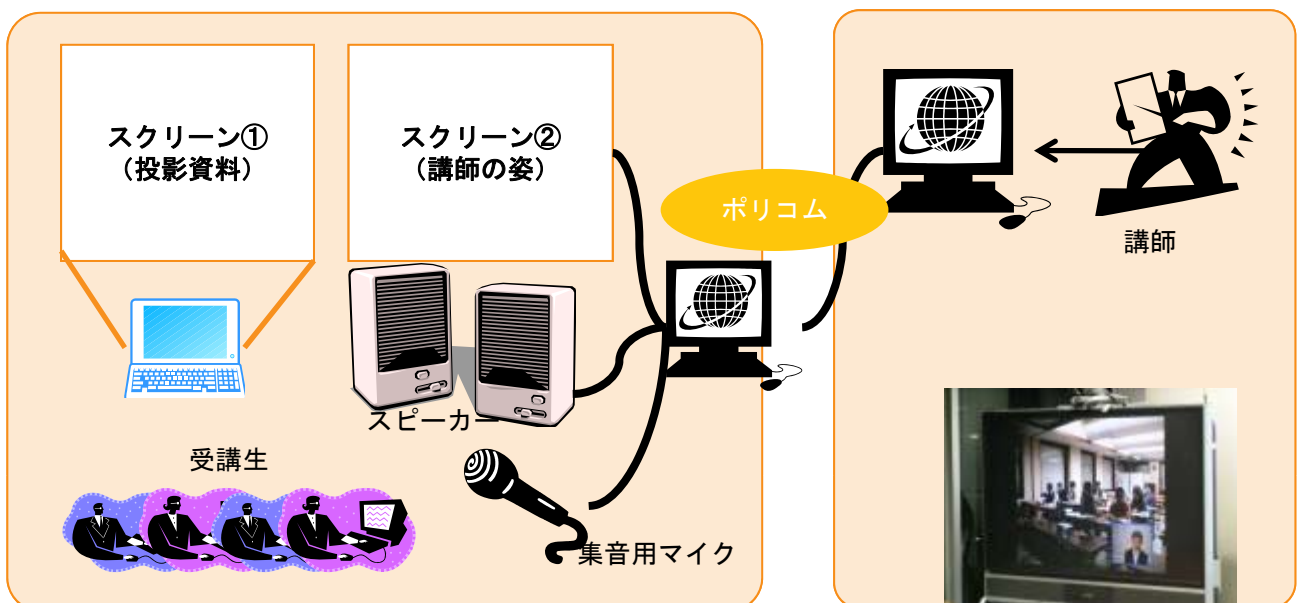 スクリーン①
（投影資料）
スクリーン②
（講師の姿）
ポリコム
講師
スピーカー
受講生
集音用マイク